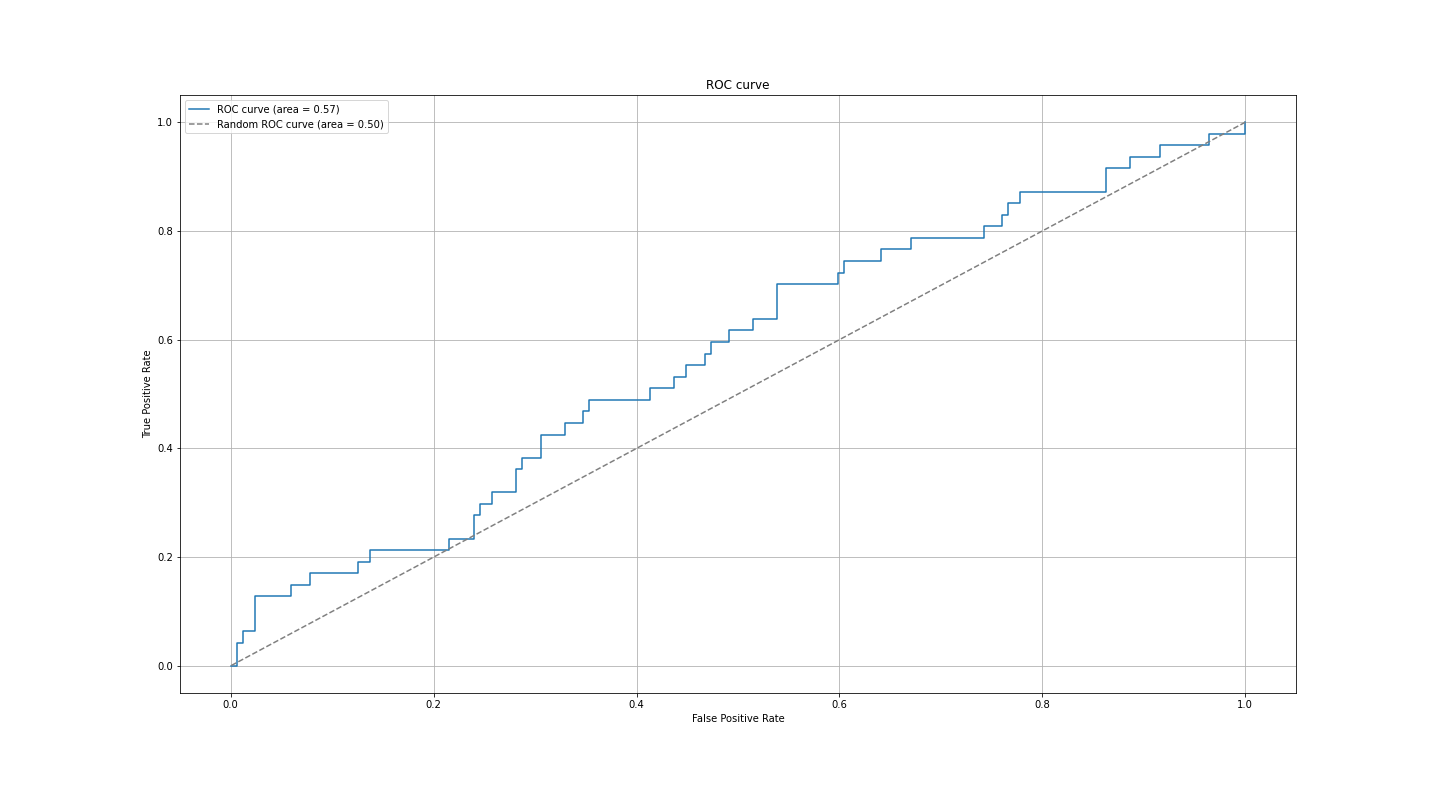 ROC curve
ROC curve (area = 0.57)
Random ROC curve (area = 0.50)
1.0
0.8
0.6
0.4
0.2
0.0
True Positive Rate
0.0 0.2 0.4 0.6 0.8 1.0
False Positive Rate